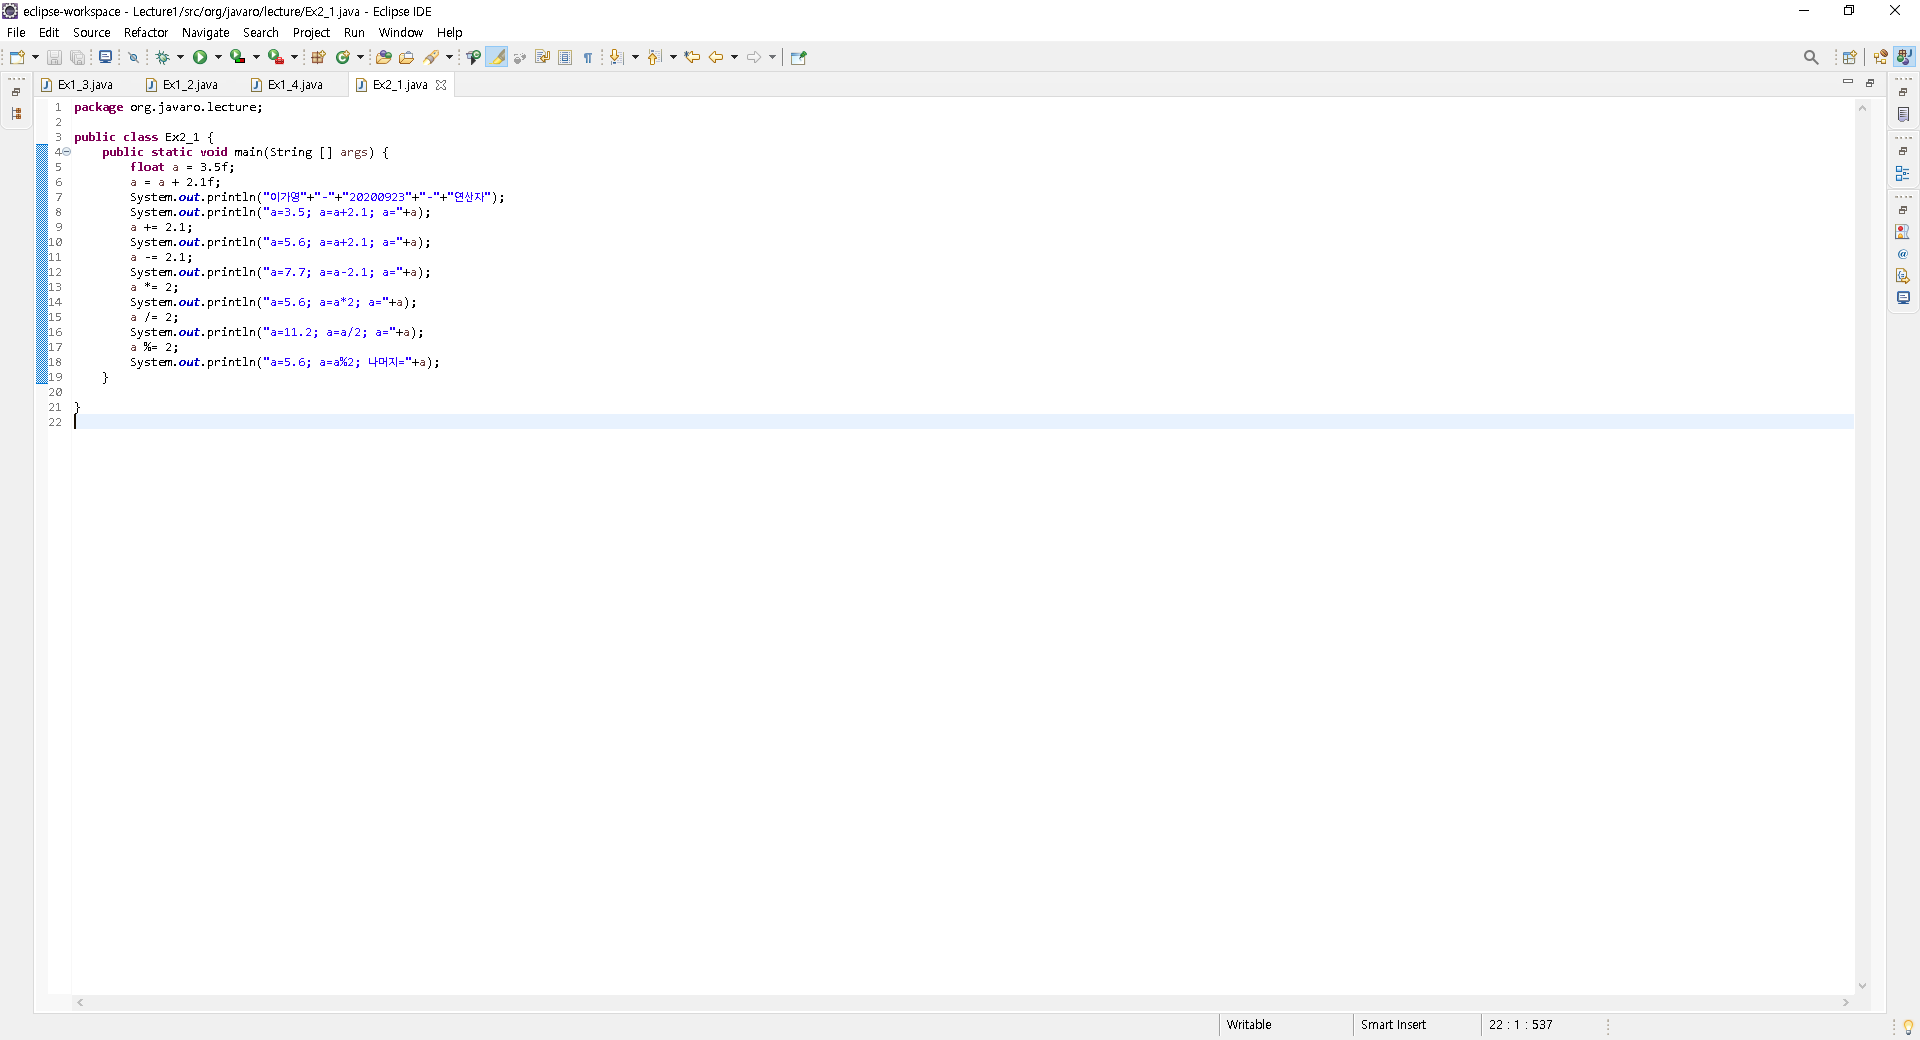 eclipse-workspace - Lecture1/src/org/javaro/lecture/Ex2_1.java - Eclipse IDE
File Edit Source Refactor Navigate Search Project Run Window Help
Ex1_3.java Ex1_2.java Ex1_4.java Ex2_1.java
1 package org.javaro.lecture;
2
3 public class Ex2_1 {
4 public static void main(String [] args) {
5 float a = 3.5f;
6 a = a + 2.1f;
7 System.out.println("이가영"+"-"+"20200923"+"-"+"연산자");
8 System.out.println("a=3.5; a=a+2.1; a="+a);
9 a += 2.1;
10 System.out.println("a=5.6; a=a+2.1; a="+a);
11 a -= 2.1;
12 System.out.println("a=7.7; a=a-2.1; a="+a);
13 a *= 2;
14 System.out.println("a=5.6; a=a*2; a="+a);
15 a /= 2;
16 System.out.println("a=11.2; a=a/2; a="+a);
17 a %= 2;
18 System.out.println("a=5.6; a=a%2; 나머지="+a);
19 }
20
21 }
22
Writable Smart Insert 22 : 1 : 537